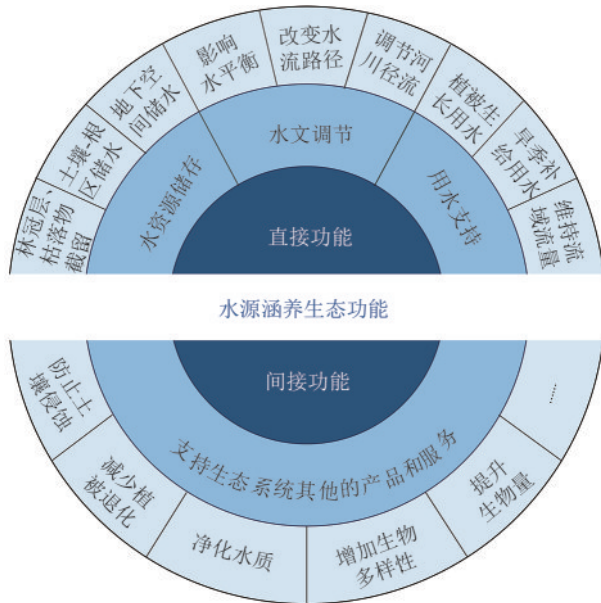 林冠层、
枯落物
截留
土壤-根
区储水
地下空
间储水
影响
水平衡
改变水
流路径
调节河
川径流
植被生
长用水
旱季补
给用水
维持流
域流量
水资源储存
水文调节
用水支持
直接功能
水源涵养生态功能
间接功能
支持生态系统其他的产品和服务
防止土
壤侵蚀
减少植
被退化
净化水质
增加生物
多样性
提升
生物量
……